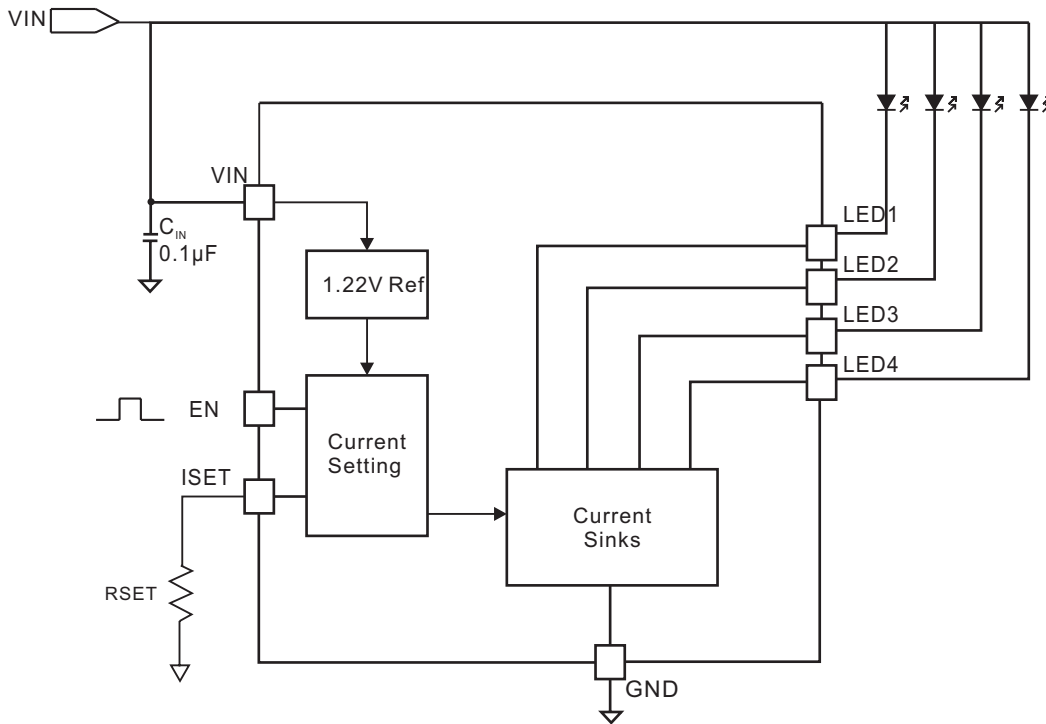 VIN
VIN
C_IN
0.1µF
1.22V Ref
LED1
LED2
LED3
LED4
EN
Current
Setting
ISET
Current
Sinks
RSET
GND